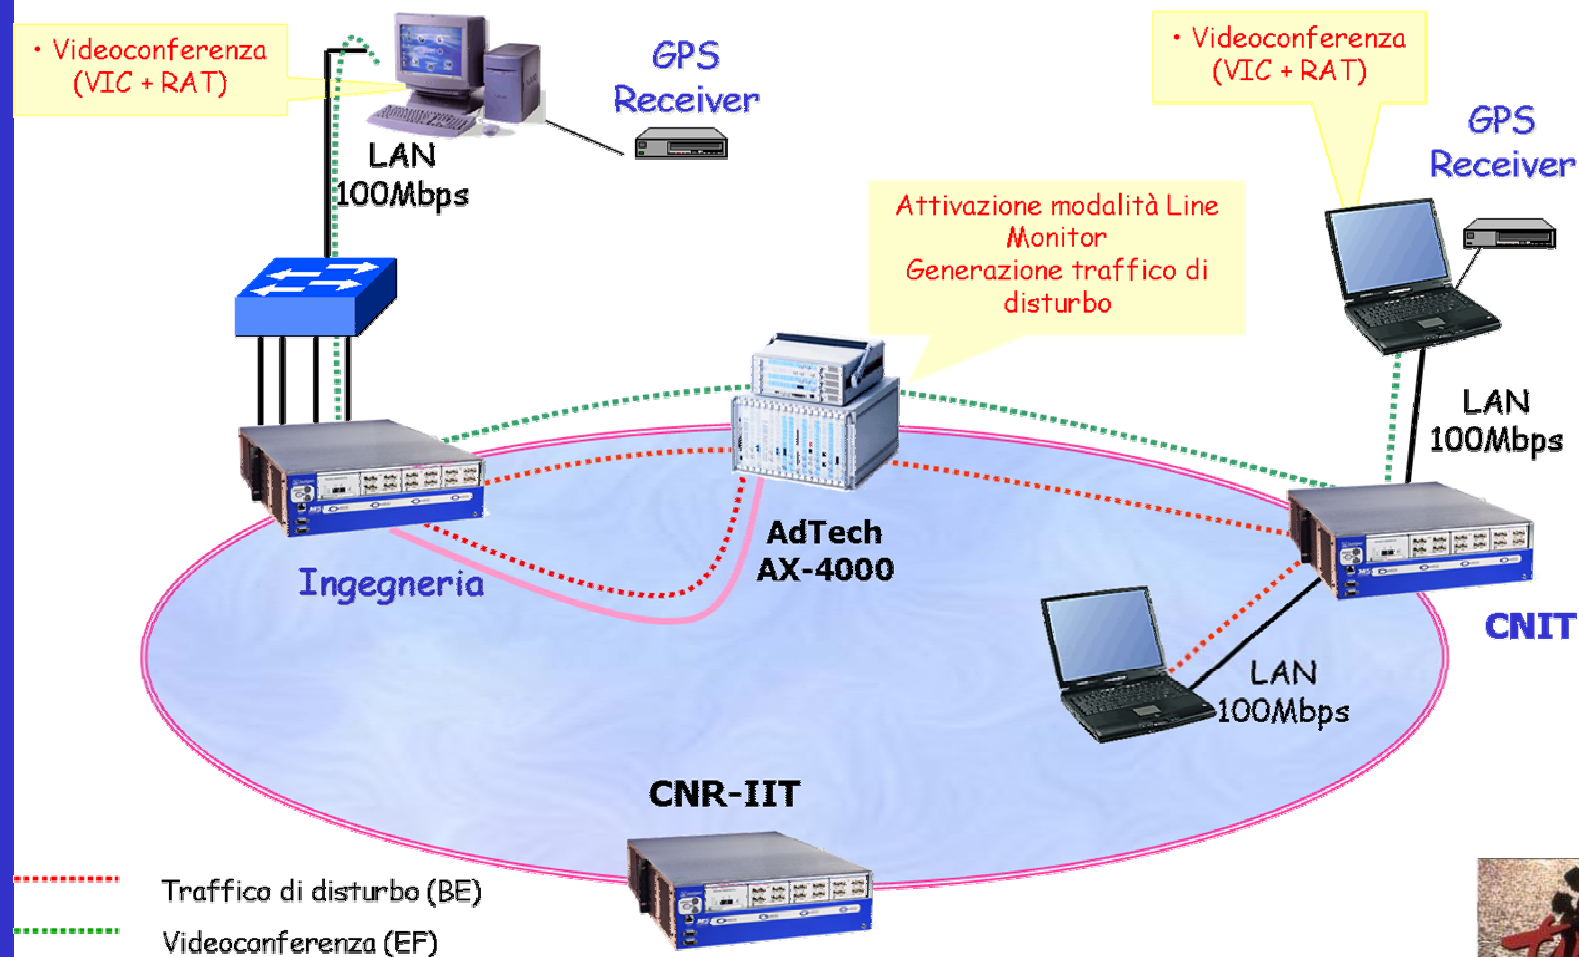 • Videoconferenza
(VIC + RAT)
GPS
Receiver
LAN
100Mbps
• Videoconferenza
(VIC + RAT)
GPS
Receiver
Attivazione modalità Line
Monitor
Generazione traffico di
disturbo
LAN
100Mbps
AdTech
AX-4000
Ingegneria
CNIT
LAN
100Mbps
CNR-IIT
Traffico di disturbo (BE)
Videoconferenza (EF)